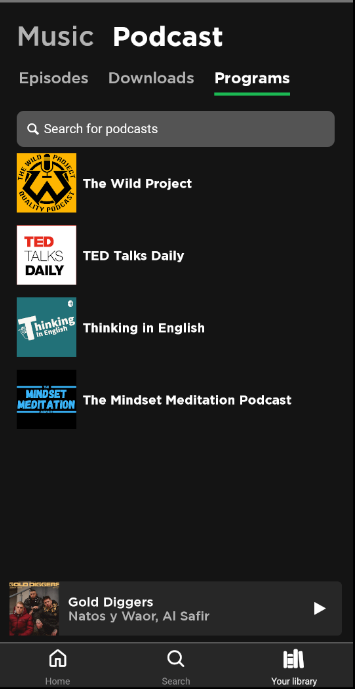 Music Podcast
Episodes Downloads Programs
Search for podcasts
THE WILD PROJECT
QUALITY PODCAST
The Wild Project
TED
TALKS
DAILY
TED Talks Daily
Thinking
In English
Thinking in English
MINDSET
MEDITATION
The Mindset Meditation Podcast
GOLD DIGGERS
Gold Diggers
Natos y Waor, Al Safir
Home Search Your library